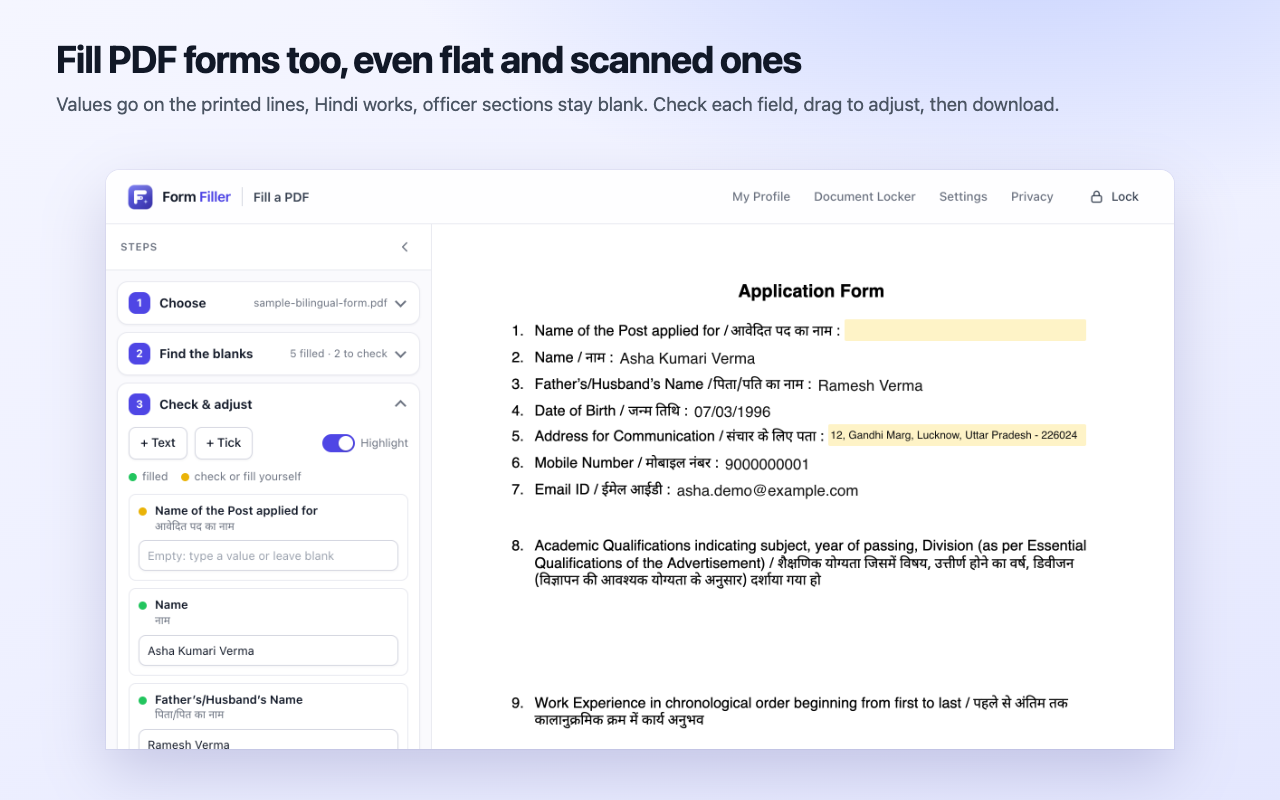 Fill PDF forms too, even flat and scanned ones
Values go on the printed lines, Hindi works, officer sections stay blank. Check each field, drag to adjust, then download.
Form Filler | Fill a PDF
My Profile Document Locker Settings Privacy Lock
STEPS
1 Choose sample-bilingual-form.pdf
2 Find the blanks 5 filled · 2 to check
3 Check & adjust
+ Text + Tick Highlight
filled check or fill yourself
Name of the Post applied for
आवेदित पद का नाम
Empty: type a value or leave blank
Name
नाम
Asha Kumari Verma
Father's/Husband's Name
पिता/पित का नाम
Ramesh Verma
Application Form
1. Name of the Post applied for / आवेदित पद का नाम :
2. Name / नाम : Asha Kumari Verma
3. Father's/Husband's Name /पिता/पति का नाम : Ramesh Verma
4. Date of Birth / जन्म तिथि : 07/03/1996
5. Address for Communication / संचार के लिए पता : 12, Gandhi Marg, Lucknow, Uttar Pradesh - 226024
6. Mobile Number / मोबाइल नंबर : 9000000001
7. Email ID / ईमेल आईडी : asha.demo@example.com
8. Academic Qualifications indicating subject, year of passing, Division (as per Essential
Qualifications of the Advertisement) / शैक्षणिक योग्यता जिसमें विषय, उत्तीर्ण होने का वर्ष, डिवीजन
(विज्ञापन की आवश्यक योग्यता के अनुसार) दर्शाया गया हो
9. Work Experience in chronological order beginning from first to last / पहले से अंतिम तक
कालानुक्रमिक क्रम में कार्य अनुभव